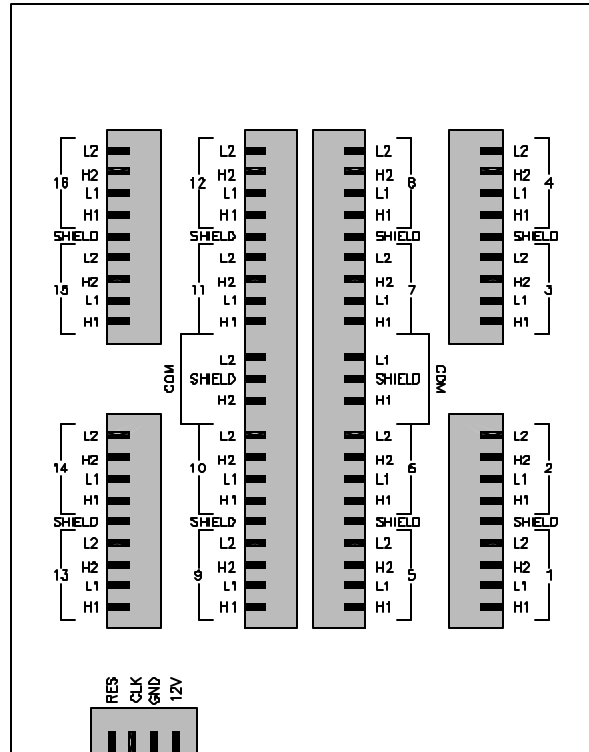 L2 L2 L2 L2
H2 H2 H2 H2
16 12 8 4
L1 L1 L1 L1
H1 H1 H1 H1
SHIELD SHIELD SHIELD SHIELD
L2 L2 L2 L2
H2 H2 H2 H2
15 11 7 3
L1 L1 L1 L1
H1 H1 H1 H1
L2 L1
COM SHIELD SHIELD COM
H2 H1
L2 L2 L2 L2
H2 H2 H2 H2
14 10 6 2
L1 L1 L1 L1
H1 H1 H1 H1
SHIELD SHIELD SHIELD SHIELD
L2 L2 L2 L2
H2 H2 H2 H2
13 9 5 1
L1 L1 L1 L1
H1 H1 H1 H1
RES CLK GND 12V